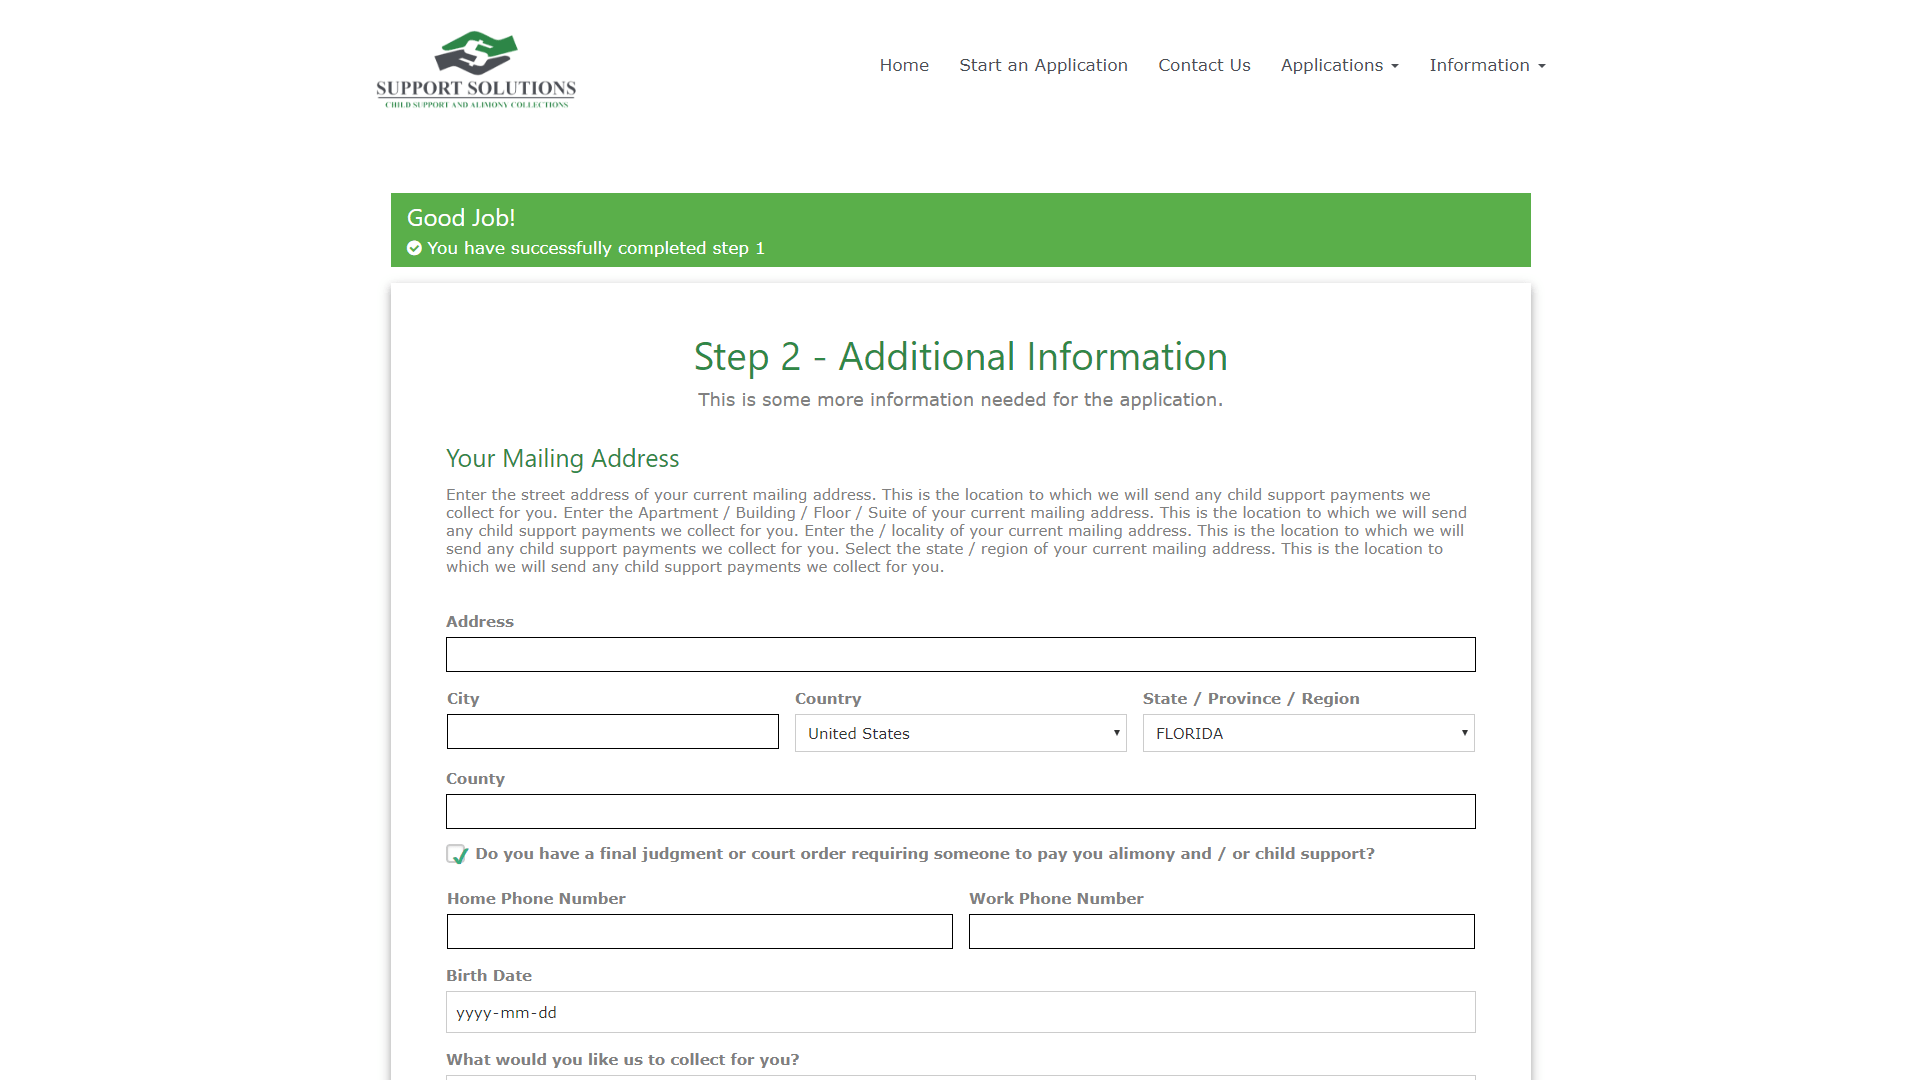 SUPPORT SOLUTIONS
CHILD SUPPORT AND ALIMONY COLLECTIONS
Home Start an Application Contact Us Applications Information
Good Job!
You have successfully completed step 1
Step 2 - Additional Information
This is some more information needed for the application.
Your Mailing Address
Enter the street address of your current mailing address. This is the location to which we will send any child support payments we
collect for you. Enter the Apartment / Building / Floor / Suite of your current mailing address. This is the location to which we will send
any child support payments we collect for you. Enter the / locality of your current mailing address. This is the location to which we will
send any child support payments we collect for you. Select the state / region of your current mailing address. This is the location to
which we will send any child support payments we collect for you.
Address
City Country State / Province / Region
United States FLORIDA
County
Do you have a final judgment or court order requiring someone to pay you alimony and / or child support?
Home Phone Number Work Phone Number
Birth Date
yyyy-mm-dd
What would you like us to collect for you?